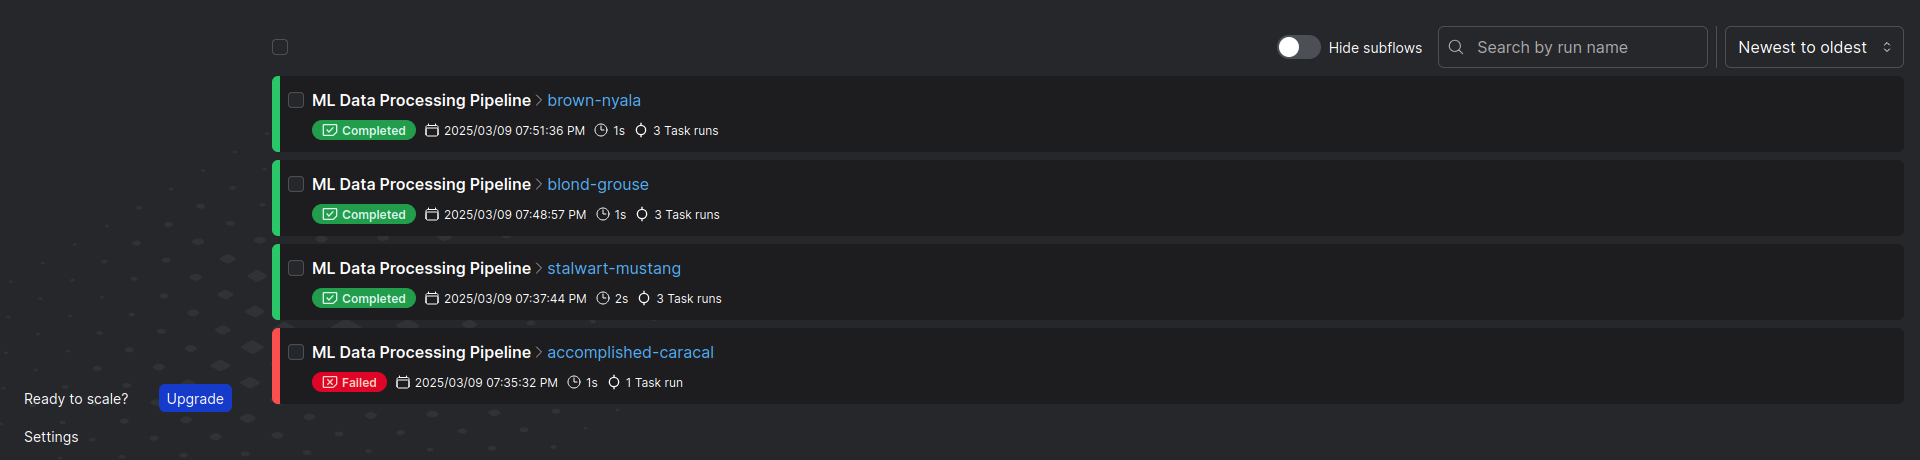 Hide subflows Search by run name Newest to oldest
ML Data Processing Pipeline > brown-nyala
Completed 2025/03/09 07:51:36 PM 1s 3 Task runs
ML Data Processing Pipeline > blond-grouse
Completed 2025/03/09 07:48:57 PM 1s 3 Task runs
ML Data Processing Pipeline > stalwart-mustang
Completed 2025/03/09 07:37:44 PM 2s 3 Task runs
ML Data Processing Pipeline > accomplished-caracal
Failed 2025/03/09 07:35:32 PM 1s 1 Task run
Ready to scale? Upgrade
Settings